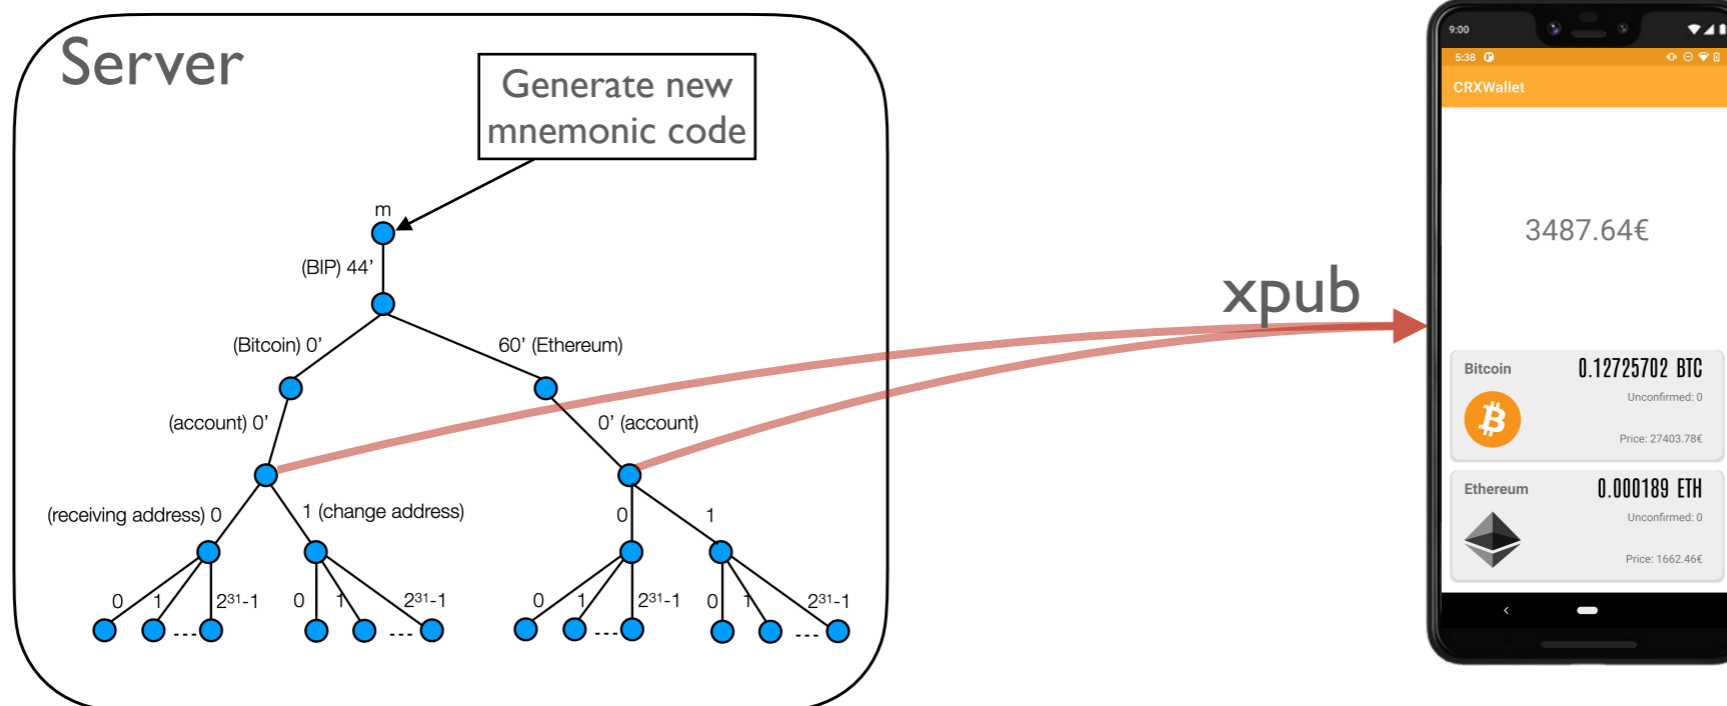 Server
Generate new
mnemonic code
m
(BIP) 44’
(Bitcoin) 0’
60’ (Ethereum)
(account) 0’
0’ (account)
(receiving address) 0
1 (change address)
0
1
0
1
2³¹-1
0
1
2³¹-1
0
1
2³¹-1
0
1
2³¹-1
....
....
....
....
xpub
9:00
5:38
CRXWallet
3487.64€
Bitcoin
0.12725702 BTC
Unconfirmed: 0
Price: 27403.78€
Ethereum
0.000189 ETH
Unconfirmed: 0
Price: 1662.46€